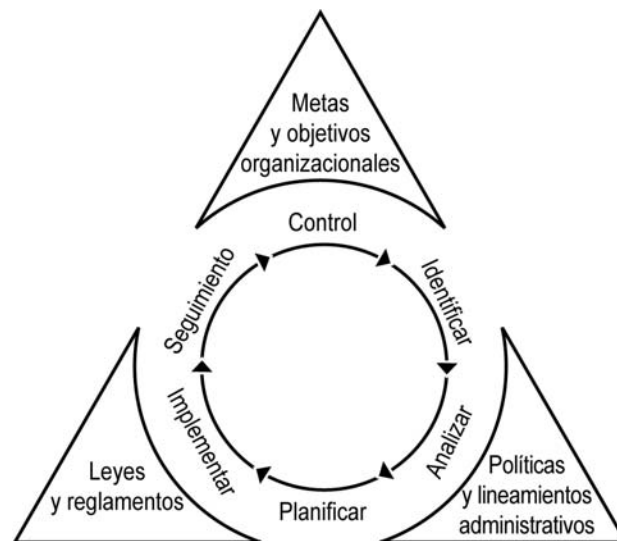 Metas
y objetivos
organizacionales
Control
Identificar
Analizar
Planificar
Implementar
Seguimiento
Leyes
y reglamentos
Políticas
y lineamientos
administrativos